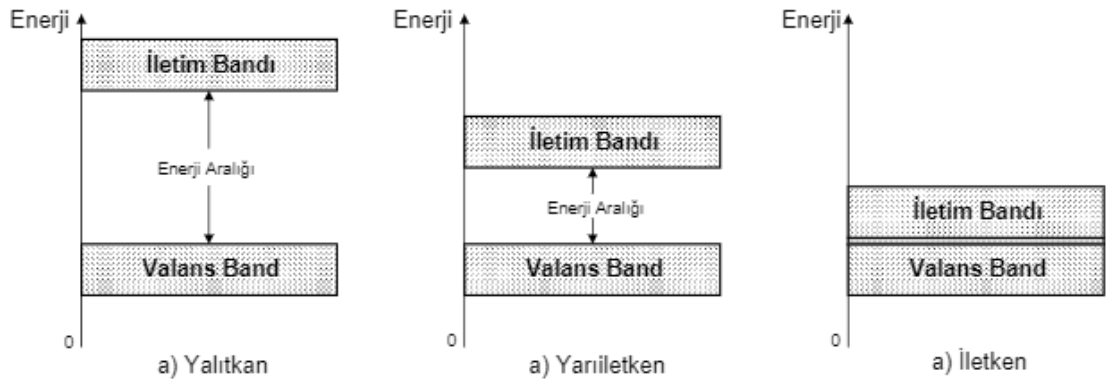 Enerji
İletim Bandı
Enerji Aralığı
Valans Band
0
a) Yalıtkan
Enerji
İletim Bandı
Enerji Aralığı
Valans Band
0
a) Yarıiletken
Enerji
İletim Bandı
Valans Band
0
a) İletken